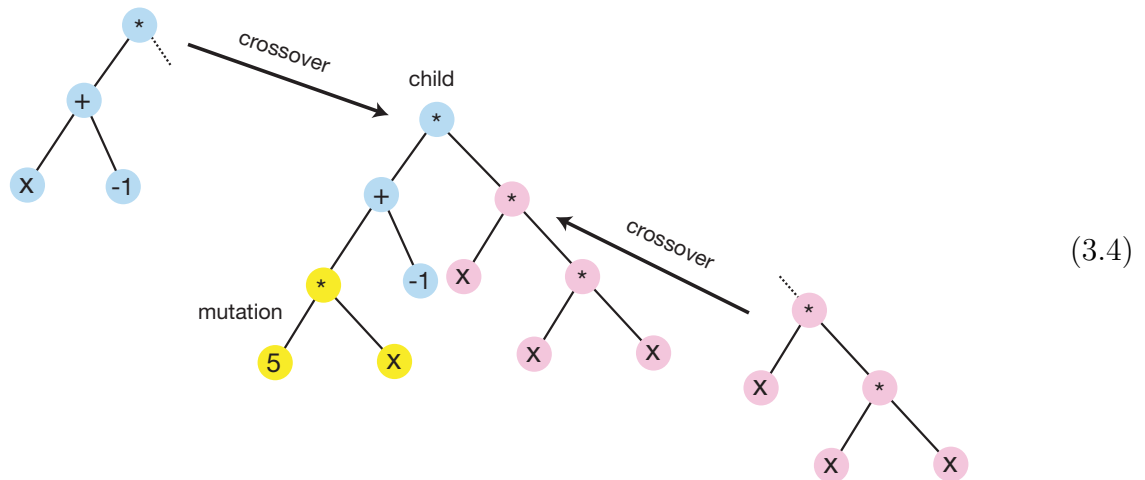 *
crossover
child
+
*
x
-1
+
*
crossover
(3.4)
*
-1
x
*
mutation
*
5
x
x
x
x
*
x
x